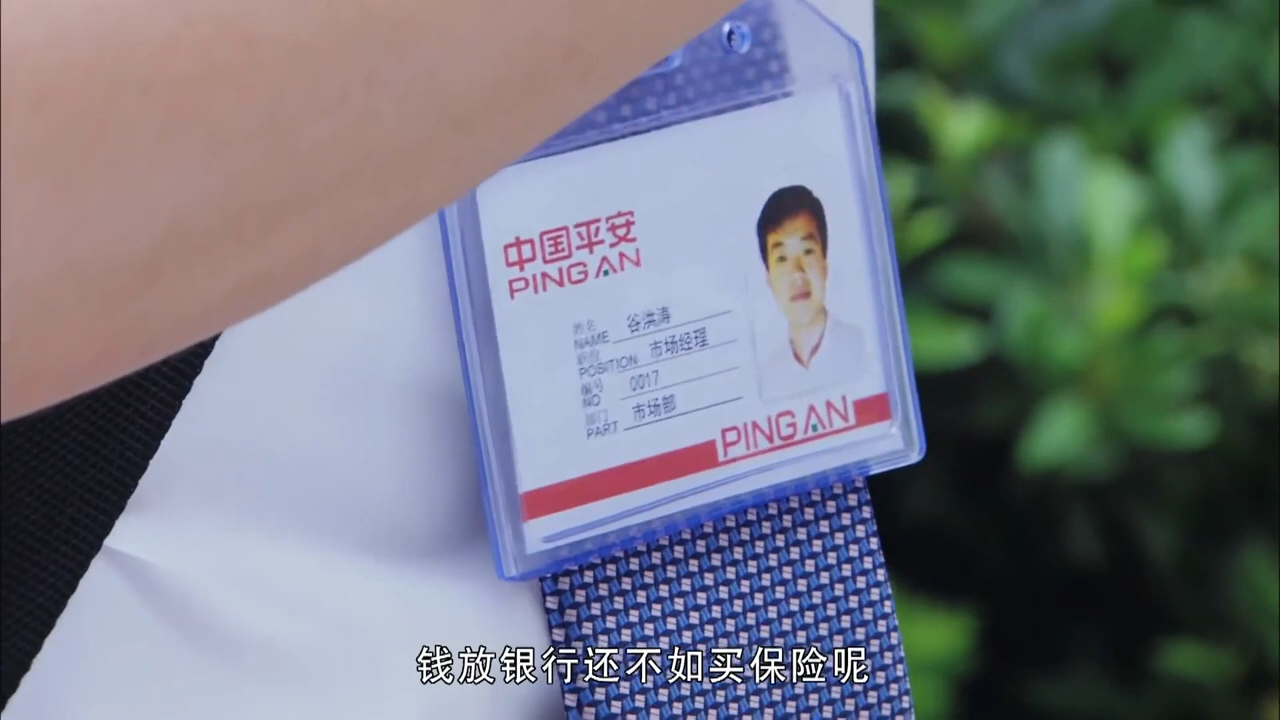 中国平安
PING AN
姓名
NAME 谷洪涛
职位
POSITION 市场经理
编号
NO 0017
部门
PART 市场部
PING AN
钱放银行还不如买保险呢